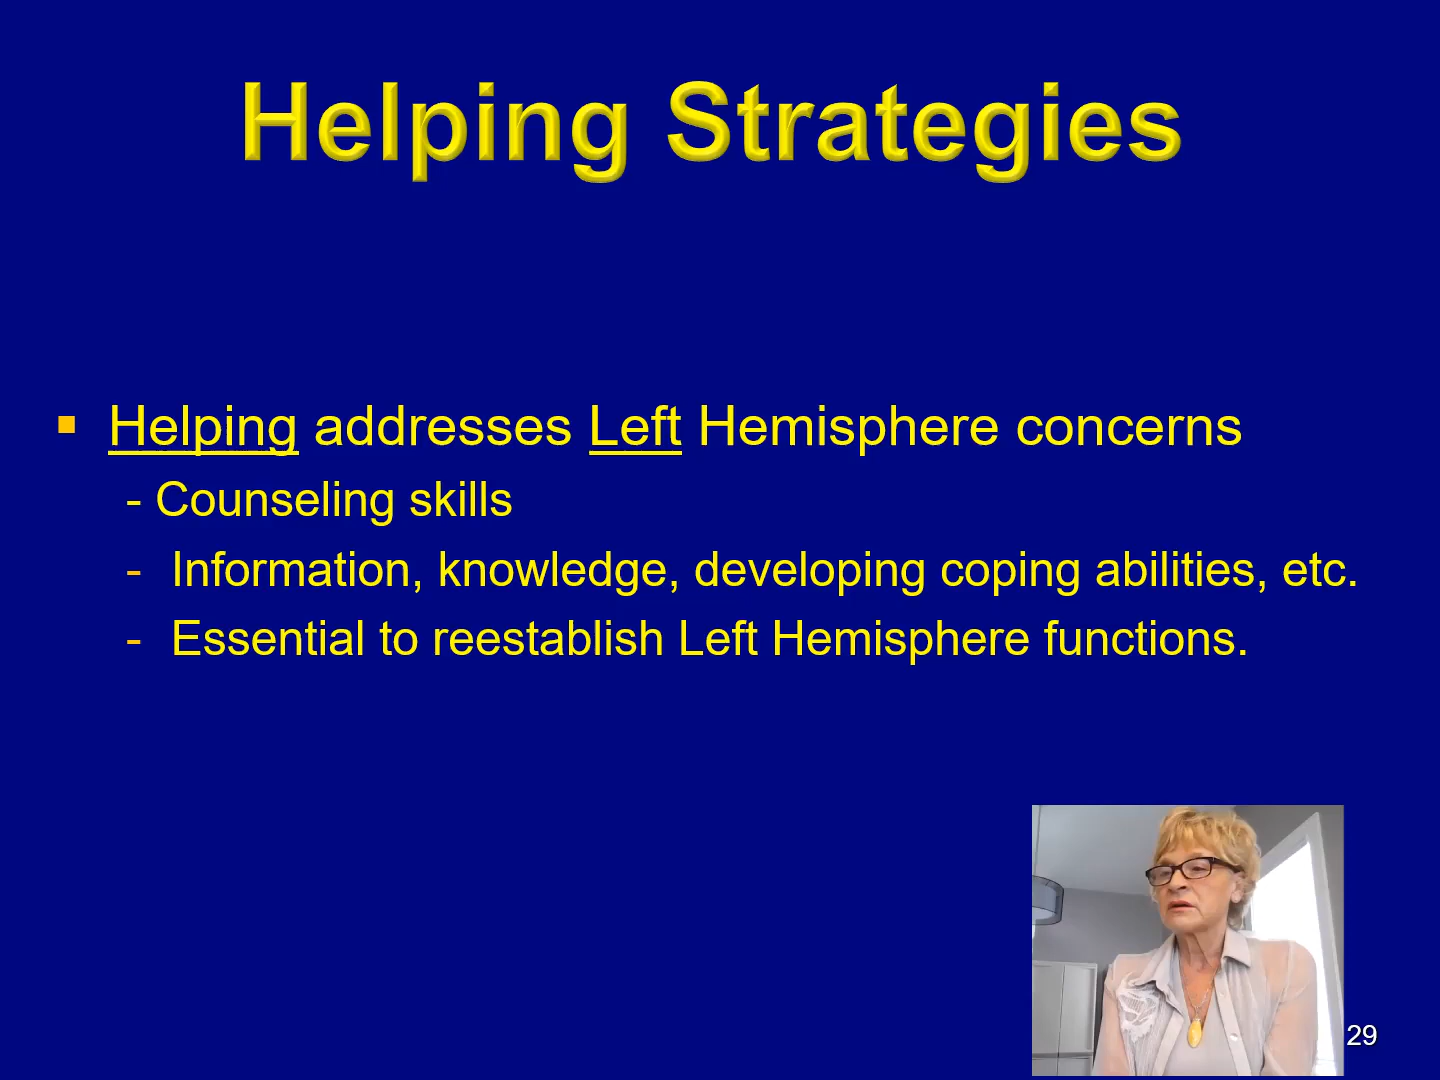 Helping Strategies
▪ Helping addresses Left Hemisphere concerns
- Counseling skills
- Information, knowledge, developing coping abilities, etc.
- Essential to reestablish Left Hemisphere functions.
29